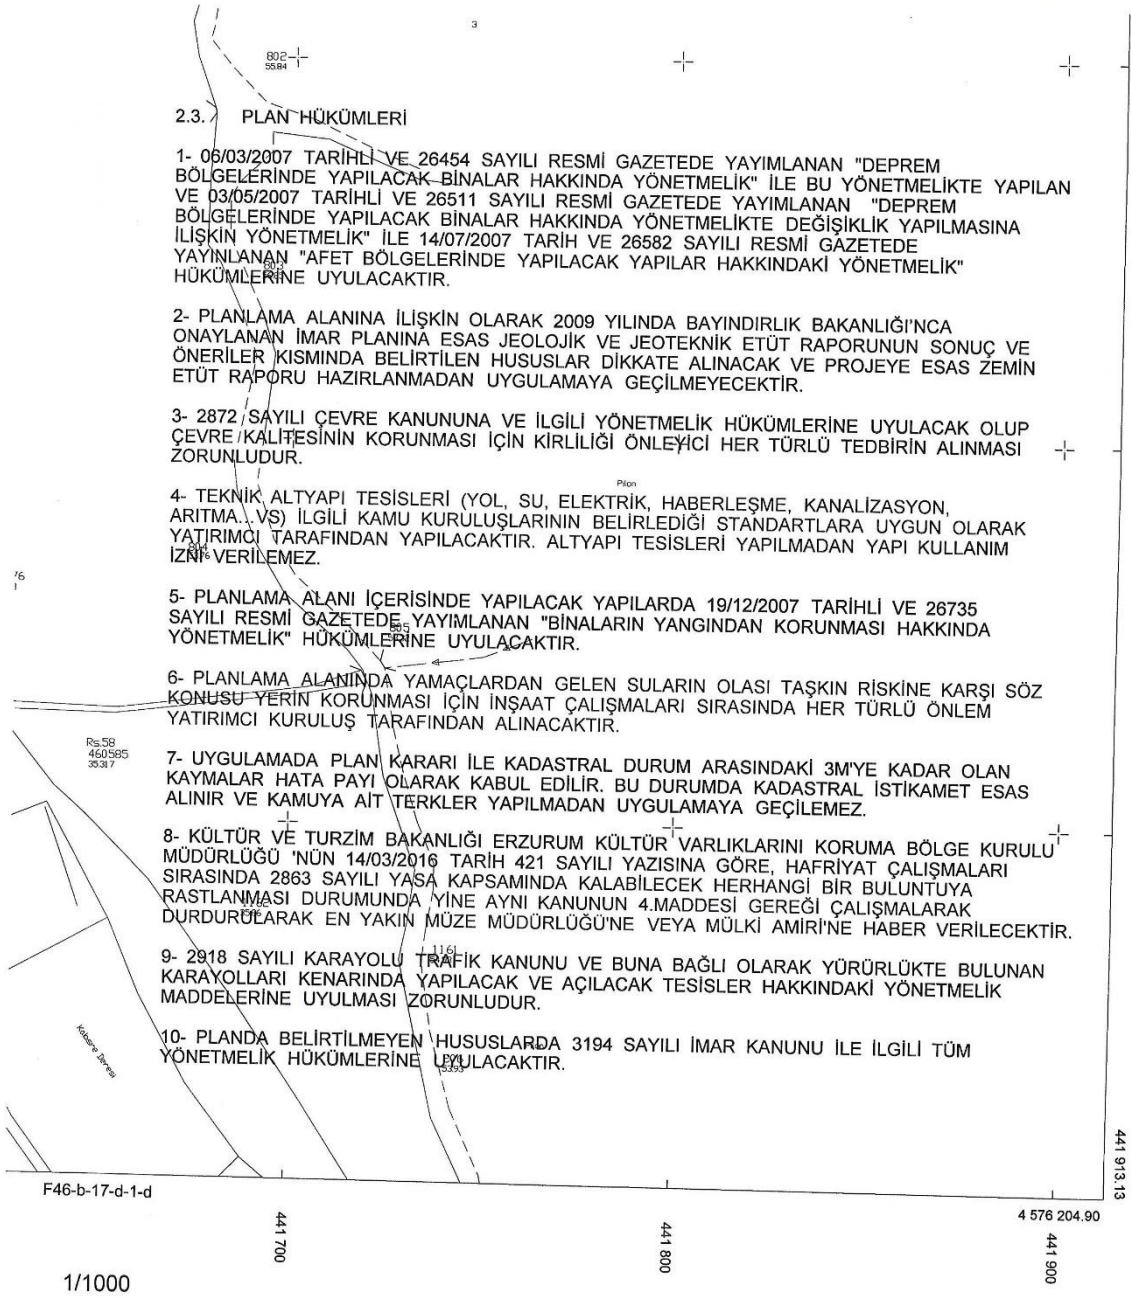 3
802
55.84
2.3. PLAN HÜKÜMLERİ
1- 06/03/2007 TARİHLİ VE 26454 SAYILI RESMİ GAZETEDE YAYIMLANAN "DEPREM
BÖLGELERİNDE YAPILACAK BİNALAR HAKKINDA YÖNETMELİK" İLE BU YÖNETMELİKTE YAPILAN
VE 03/05/2007 TARİHLİ VE 26511 SAYILI RESMİ GAZETEDE YAYIMLANAN "DEPREM
BÖLGELERİNDE YAPILACAK BİNALAR HAKKINDA YÖNETMELİKTE DEĞİŞİKLİK YAPILMASINA
İLİŞKİN YÖNETMELİK" İLE 14/07/2007 TARİH VE 26582 SAYILI RESMİ GAZETEDE
YAYINLANAN "AFET BÖLGELERİNDE YAPILACAK YAPILAR HAKKINDAKİ YÖNETMELİK"
803
HÜKÜMLERİNE UYULACAKTIR.
2- PLANLAMA ALANINA İLİŞKİN OLARAK 2009 YILINDA BAYINDIRLIK BAKANLIĞI'NCA
ONAYLANAN İMAR PLANINA ESAS JEOLOJİK VE JEOTEKNİK ETÜT RAPORUNUN SONUÇ VE
ÖNERİLER KISMINDA BELİRTİLEN HUSUSLAR DİKKATE ALINACAK VE PROJEYE ESAS ZEMİN
ETÜT RAPORU HAZIRLANMADAN UYGULAMAYA GEÇİLMEYECEKTİR.
3- 2872 SAYILI ÇEVRE KANUNUNA VE İLGİLİ YÖNETMELİK HÜKÜMLERİNE UYULACAK OLUP
ÇEVRE KALİTESİNİN KORUNMASI İÇİN KİRLİLİĞİ ÖNLEYİCİ HER TÜRLÜ TEDBİRİN ALINMASI
ZORUNLUDUR.
Pilon
4- TEKNİK ALTYAPI TESİSLERİ (YOL, SU, ELEKTRİK, HABERLEŞME, KANALİZASYON,
ARITMA...VS) İLGİLİ KAMU KURULUŞLARININ BELİRLEDİĞİ STANDARTLARA UYGUN OLARAK
YATIRIMCI TARAFINDAN YAPILACAKTIR. ALTYAPI TESİSLERİ YAPILMADAN YAPI KULLANIM
804
İZNİ VERİLEMEZ.
76
5- PLANLAMA ALANI İÇERİSİNDE YAPILACAK YAPILARDA 19/12/2007 TARİHLİ VE 26735
SAYILI RESMİ GAZETEDE YAYIMLANAN "BİNALARIN YANGINDAN KORUNMASI HAKKINDA
805
YÖNETMELİK" HÜKÜMLERİNE UYULACAKTIR.
6- PLANLAMA ALANINDA YAMAÇLARDAN GELEN SULARIN OLASI TAŞKIN RİSKİNE KARŞI SÖZ
KONUSU YERİN KORUNMASI İÇİN İNŞAAT ÇALIŞMALARI SIRASINDA HER TÜRLÜ ÖNLEM
YATIRIMCI KURULUŞ TARAFINDAN ALINACAKTIR.
Rs.58
460585
35.317
7- UYGULAMADA PLAN KARARI İLE KADASTRAL DURUM ARASINDAKİ 3M'YE KADAR OLAN
KAYMALAR HATA PAYI OLARAK KABUL EDİLİR. BU DURUMDA KADASTRAL İSTİKAMET ESAS
ALINIR VE KAMUYA AİT TERKLER YAPILMADAN UYGULAMAYA GEÇİLEMEZ.
8- KÜLTÜR VE TURZİM BAKANLIĞI ERZURUM KÜLTÜR VARLIKLARINI KORUMA BÖLGE KURULU
MÜDÜRLÜĞÜ 'NÜN 14/03/2016 TARİH 421 SAYILI YAZISINA GÖRE, HAFRİYAT ÇALIŞMALARI
SIRASINDA 2863 SAYILI YASA KAPSAMINDA KALABİLECEK HERHANGİ BİR BULUNTUYA
RASTLANMASI DURUMUNDA YİNE AYNI KANUNUN 4.MADDESİ GEREĞİ ÇALIŞMALARAK
DURDURULARAK EN YAKIN MÜZE MÜDÜRLÜĞÜ'NE VEYA MÜLKİ AMİRİ'NE HABER VERİLECEKTİR.
1161
9- 2918 SAYILI KARAYOLU TRAFİK KANUNU VE BUNA BAĞLI OLARAK YÜRÜRLÜKTE BULUNAN
KARAYOLLARI KENARINDA YAPILACAK VE AÇILACAK TESİSLER HAKKINDAKİ YÖNETMELİK
MADDELERİNE UYULMASI ZORUNLUDUR.
10- PLANDA BELİRTİLMEYEN HUSUSLARDA 3194 SAYILI İMAR KANUNU İLE İLGİLİ TÜM
YÖNETMELİK HÜKÜMLERİNE UYULACAKTIR.
53.93
F46-b-17-d-1-d
441 913.13
4 576 204.90
441 700
441 800
441 900
1/1000